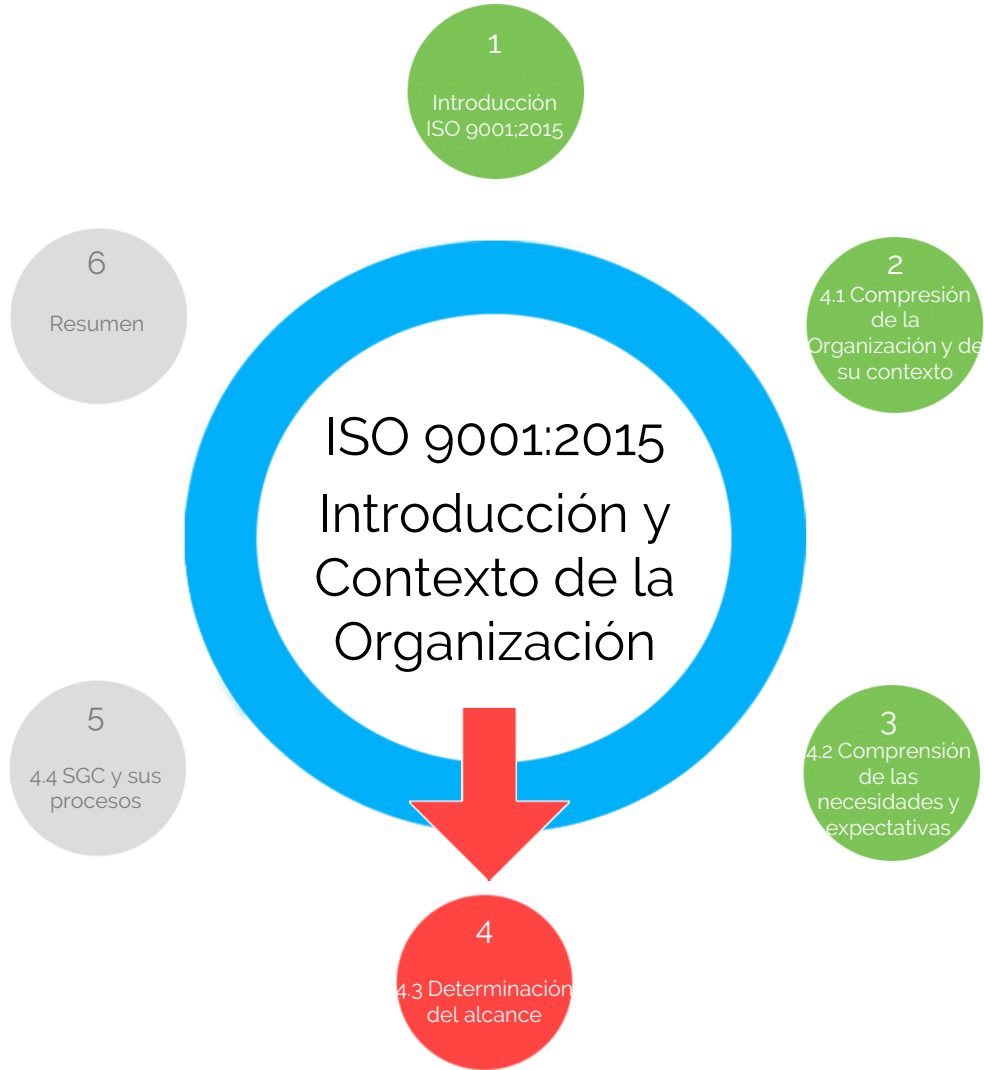 1
Introducción
ISO 9001;2015
2
4.1 Compresión
de la
Organización y de
su contexto
3
4.2 Comprensión
de las
necesidades y
expectativas
4
4.3 Determinación
del alcance
5
4.4 SGC y sus
procesos
6
Resumen
ISO 9001:2015
Introducción y
Contexto de la
Organización